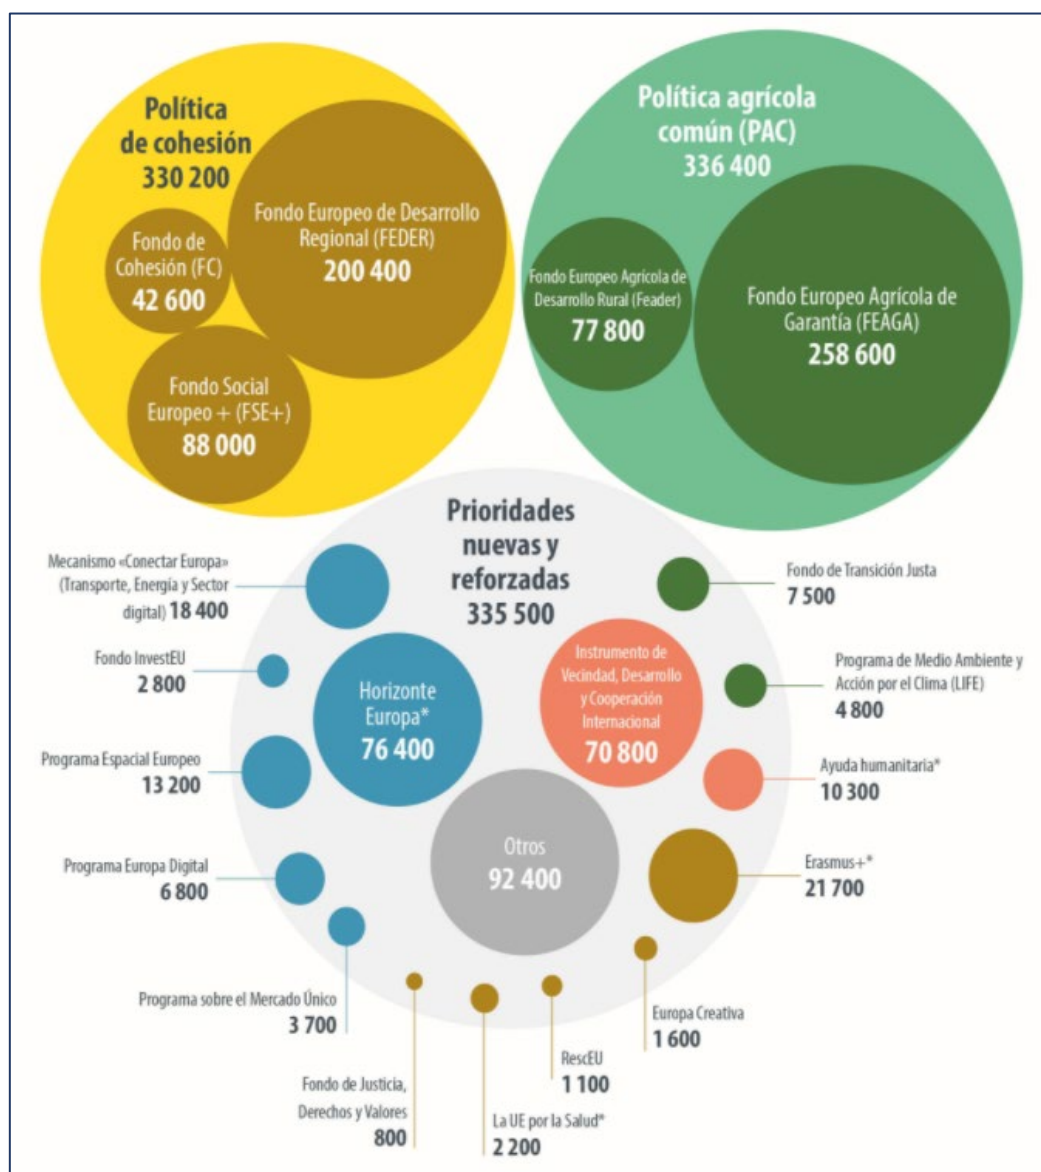 Política
de cohesión
330 200
Fondo Europeo de Desarrollo
Regional (FEDER)
200 400
Fondo de
Cohesión (FC)
42 600
Fondo Social
Europeo + (FSE+)
88 000
Política agrícola
común (PAC)
336 400
Fondo Europeo Agrícola de
Desarrollo Rural (Feader)
77 800
Fondo Europeo Agrícola de
Garantía (FEAGA)
258 600
Prioridades
nuevas y
reforzadas
335 500
Mecanismo «Conectar Europa»
(Transporte, Energía y Sector
digital) 18 400
Fondo InvestEU
2 800
Horizonte
Europa*
76 400
Programa Espacial Europeo
13 200
Programa Europa Digital
6 800
Programa sobre el Mercado Único
3 700
Fondo de Justicia,
Derechos y Valores
800
La UE por la Salud*
2 200
RescEU
1 100
Europa Creativa
1 600
Otros
92 400
Instrumento de
Vecindad, Desarrollo
y Cooperación
Internacional
70 800
Fondo de Transición Justa
7 500
Programa de Medio Ambiente y
Acción por el Clima (LIFE)
4 800
Ayuda humanitaria*
10 300
Erasmus+*
21 700